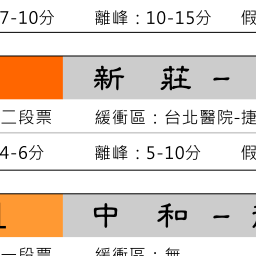 7-10分 離峰：10-15分 假
新 莊 -
二段票 緩衝區：台北醫院-捷
4-6分 離峰：5-10分 假
中 和 -
一段票 緩衝區：無